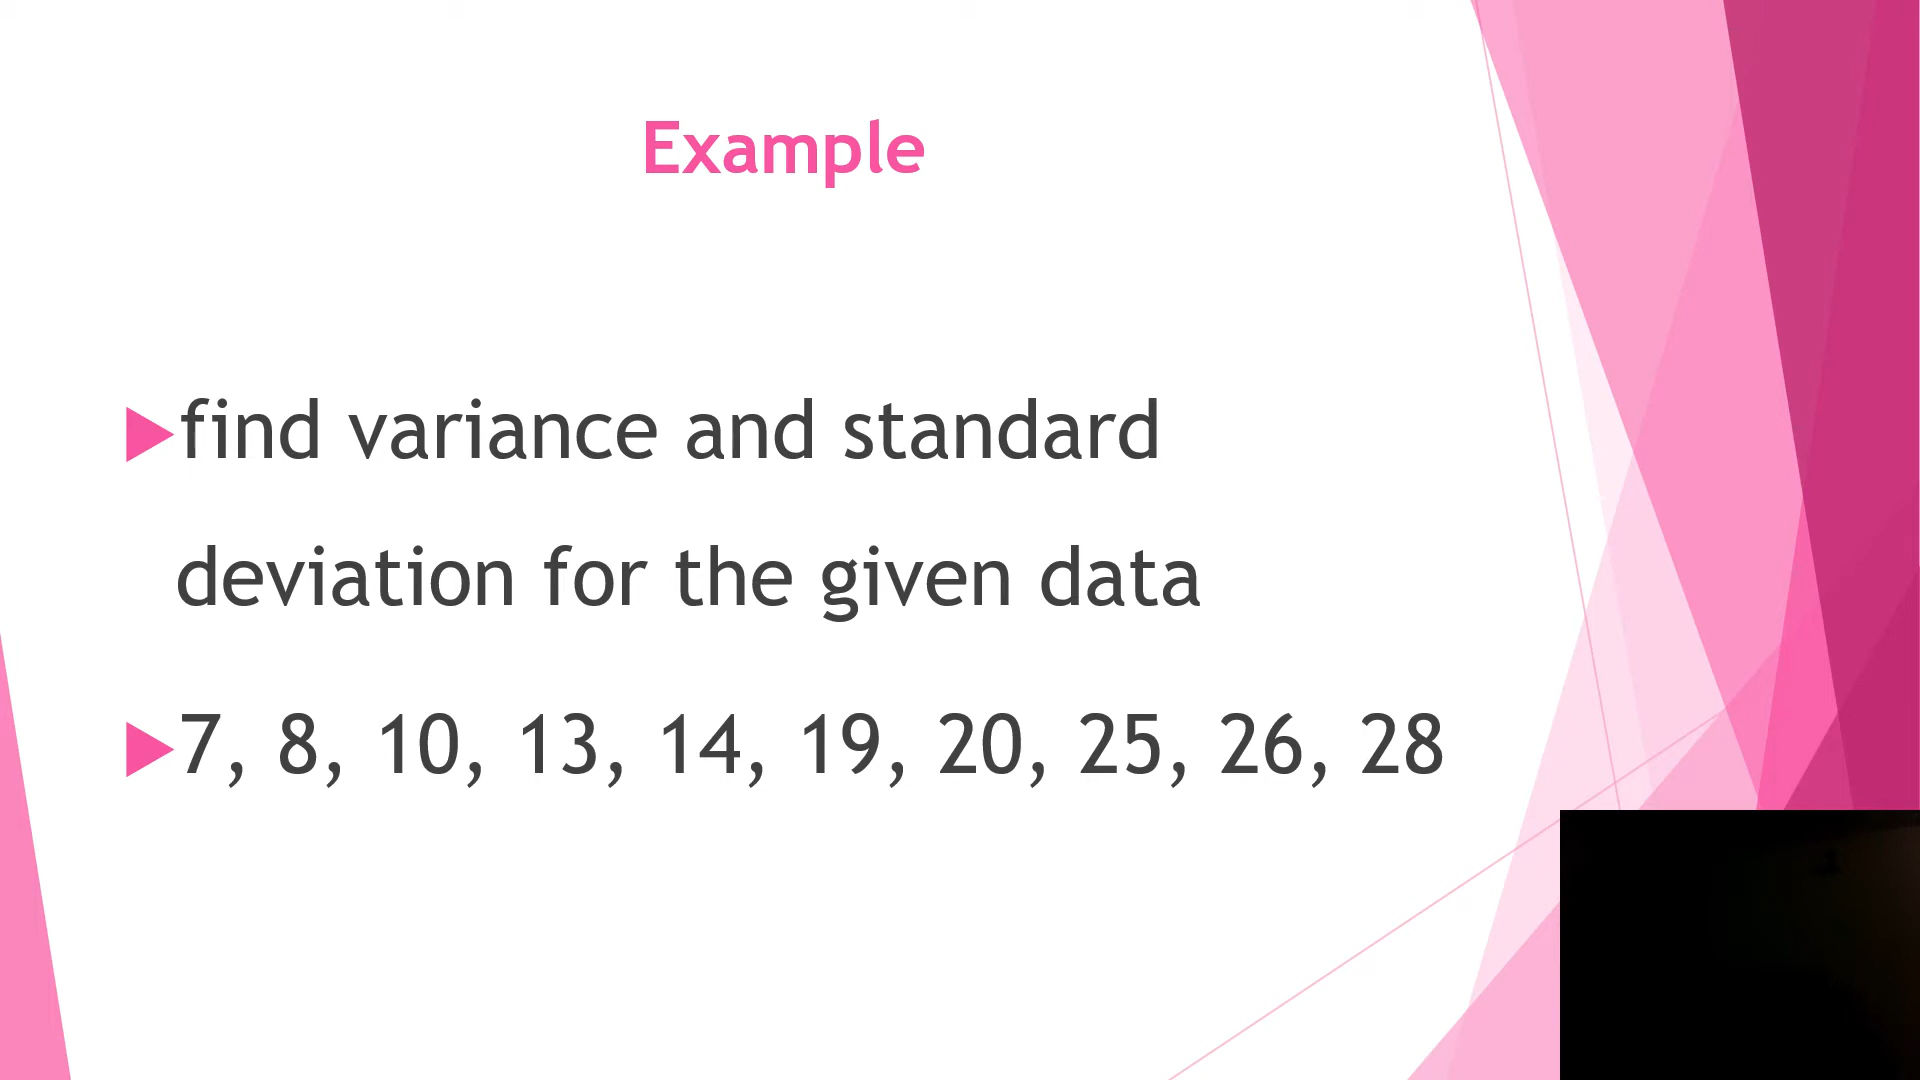 Example
find variance and standard
deviation for the given data
7, 8, 10, 13, 14, 19, 20, 25, 26, 28